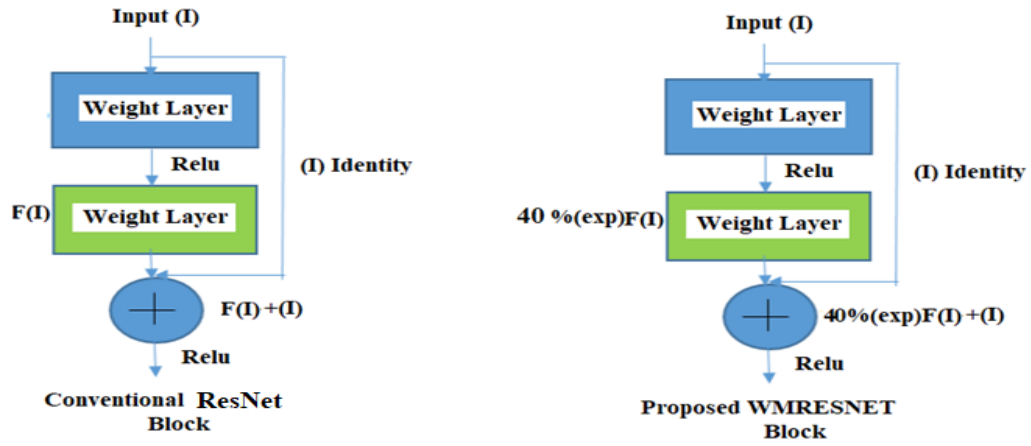 Input (I)
Weight Layer
Relu
(I) Identity
F(I)
Weight Layer
F(I) +(I)
Relu
Conventional ResNet
Block
Input (I)
Weight Layer
Relu
(I) Identity
40 %(exp)F(I)
Weight Layer
40%(exp)F(I) +(I)
Relu
Proposed WMRESNET
Block